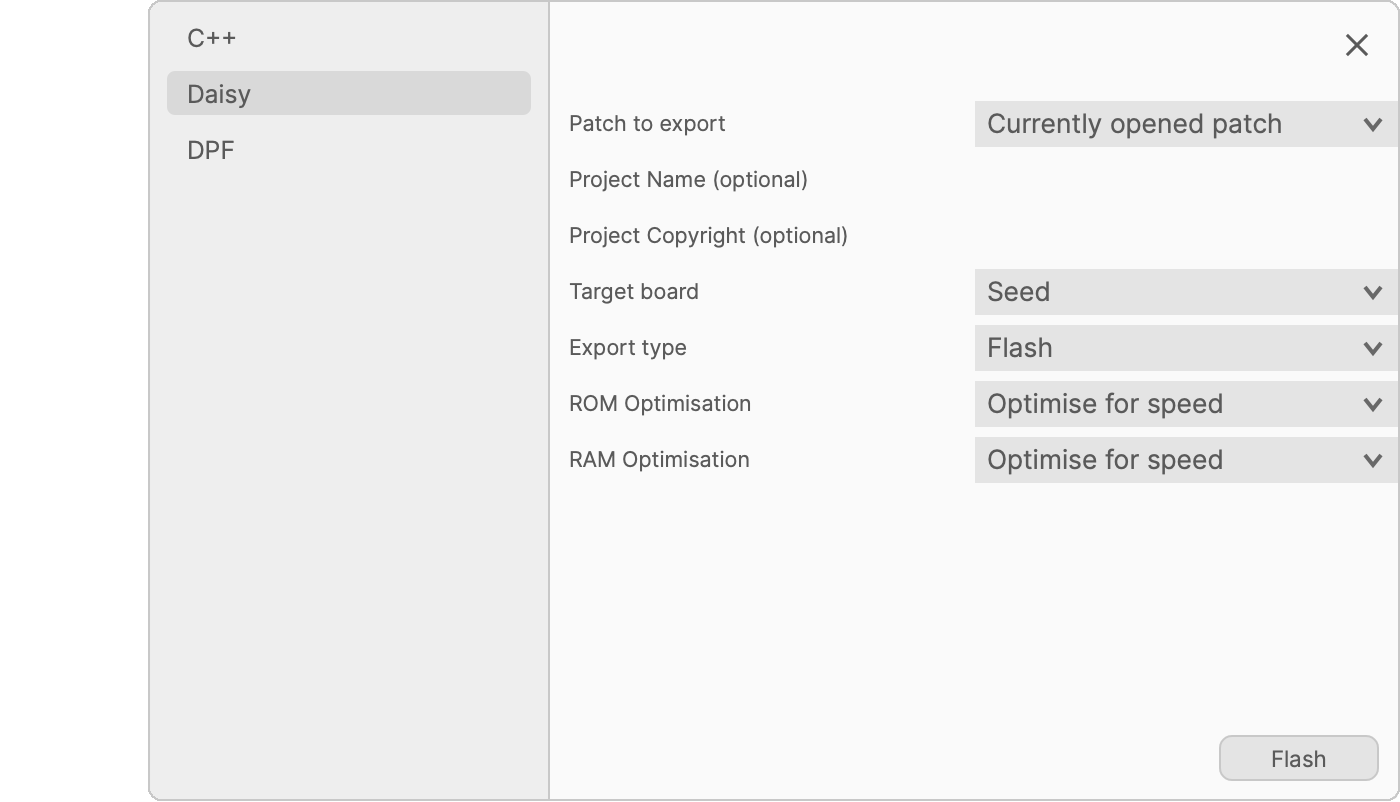 C++
Daisy
DPF
Patch to export
Currently opened patch
Project Name (optional)
Project Copyright (optional)
Target board
Seed
Export type
Flash
ROM Optimisation
Optimise for speed
RAM Optimisation
Optimise for speed
Flash